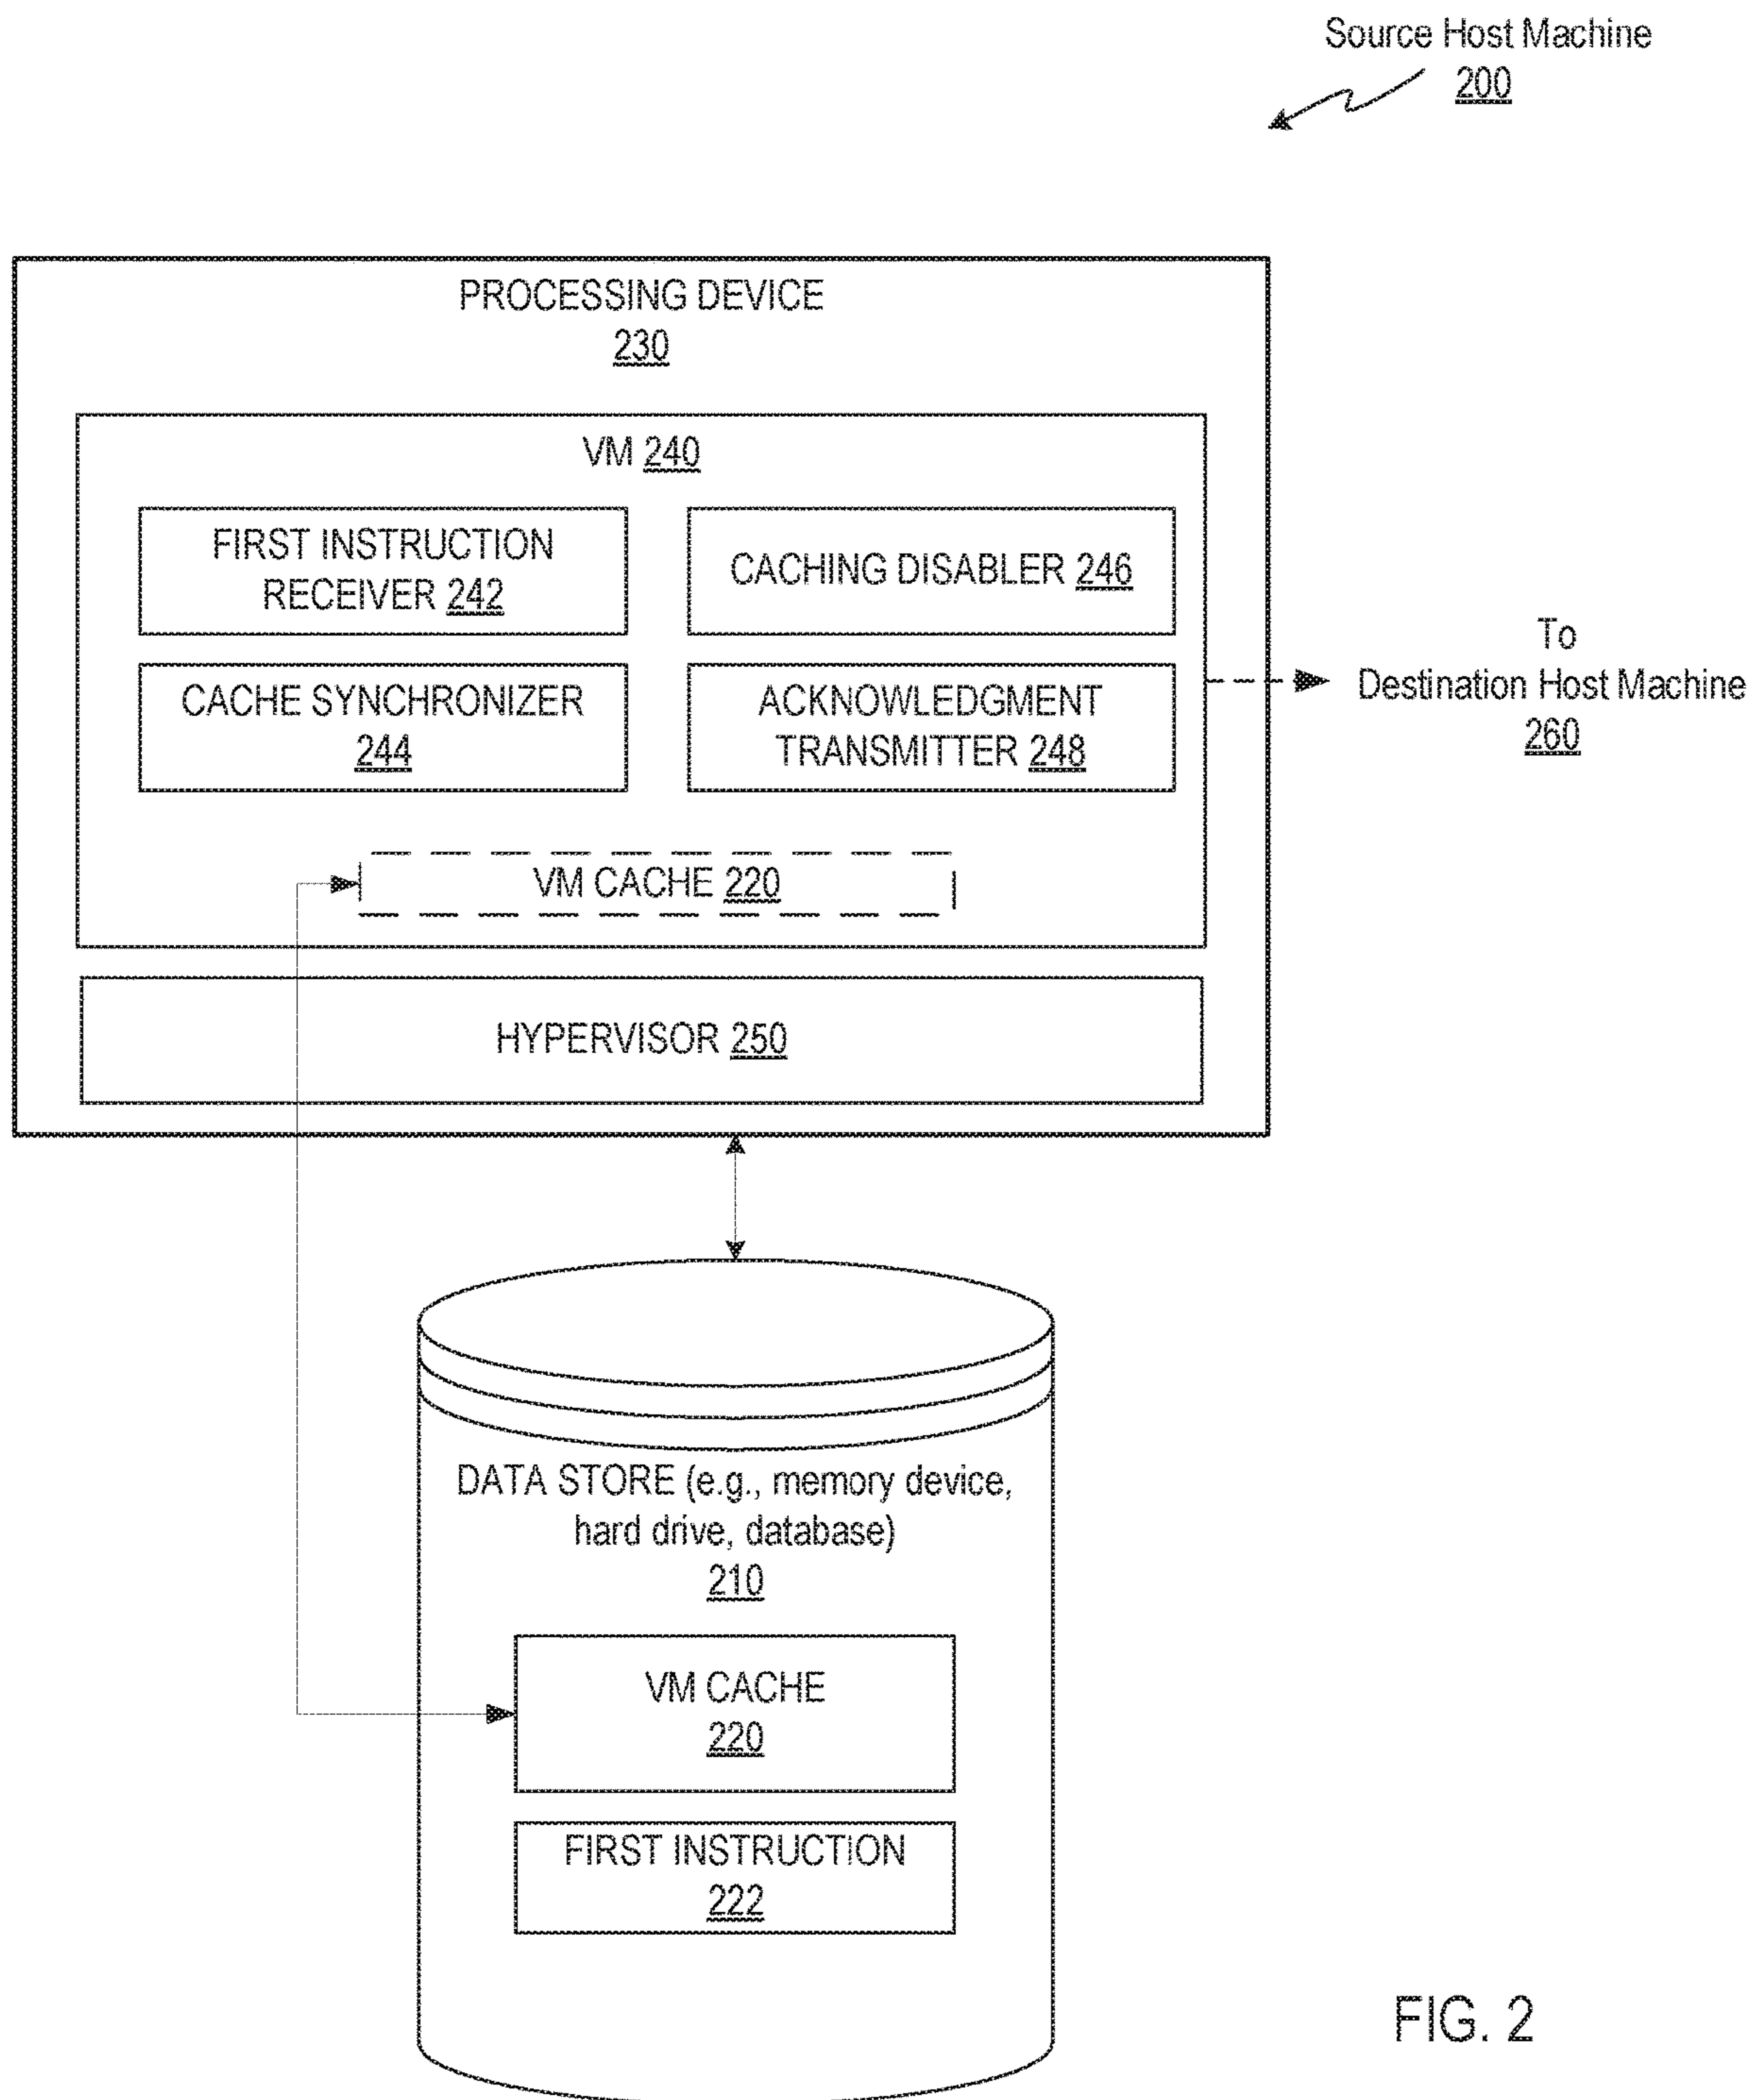 Source Host Machine
200
PROCESSING DEVICE
230
VM 240
FIRST INSTRUCTION
RECEIVER 242
CACHING DISABLER 246
CACHE SYNCHRONIZER
244
ACKNOWLEDGMENT
TRANSMITTER 248
To
Destination Host Machine
260
VM CACHE 220
HYPERVISOR 250
DATA STORE (e.g., memory device,
hard drive, database)
210
VM CACHE
220
FIRST INSTRUCTION
222
FIG. 2